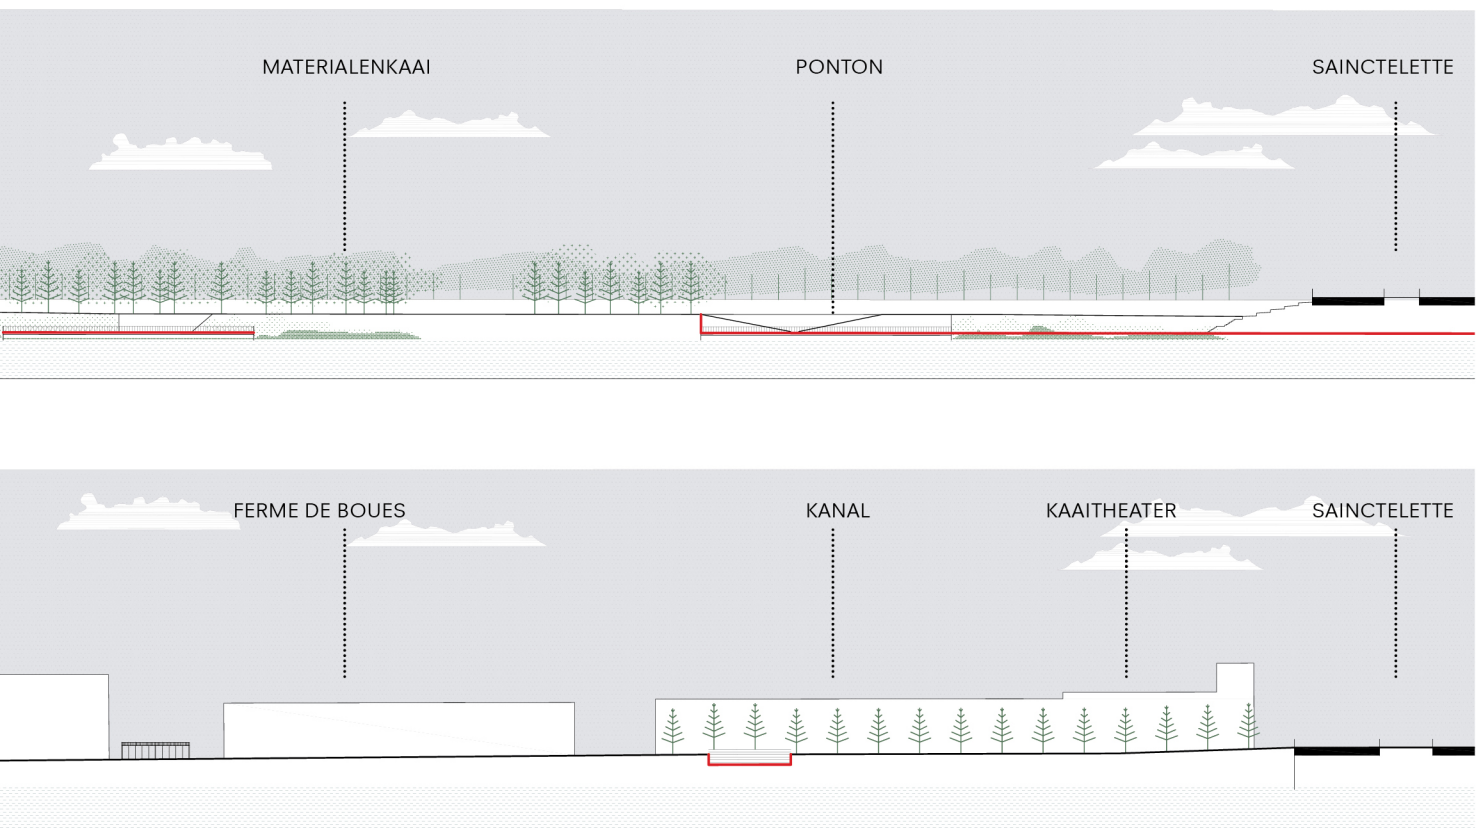 MATERIALENKAAI
PONTON
SAINCTELETTE
FERME DE BOUES
KANAL
KAAITHEATER
SAINCTELETTE